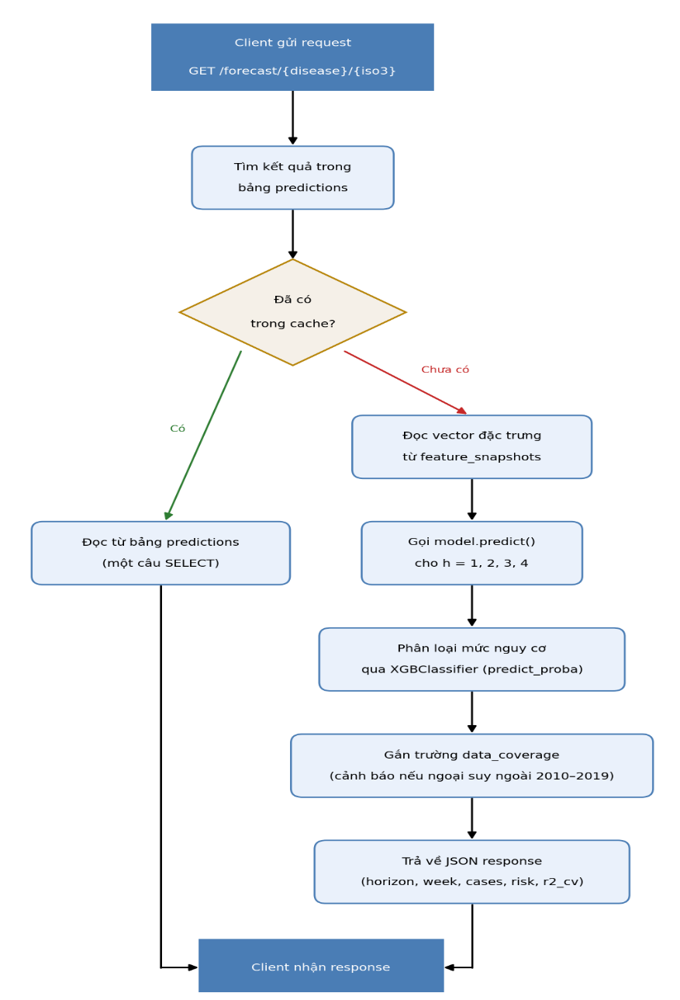 Client gửi request
GET /forecast/{disease}/{iso3}
Tìm kết quả trong
bảng predictions
Đã có
trong cache?
Chưa có
Có
Đọc vector đặc trưng
từ feature_snapshots
Đọc từ bảng predictions
(một câu SELECT)
Gọi model.predict()
cho h = 1, 2, 3, 4
Phân loại mức nguy cơ
qua XGBClassifier (predict_proba)
Gắn trường data_coverage
(cảnh báo nếu ngoại suy ngoài 2010–2019)
Trả về JSON response
(horizon, week, cases, risk, r2_cv)
Client nhận response